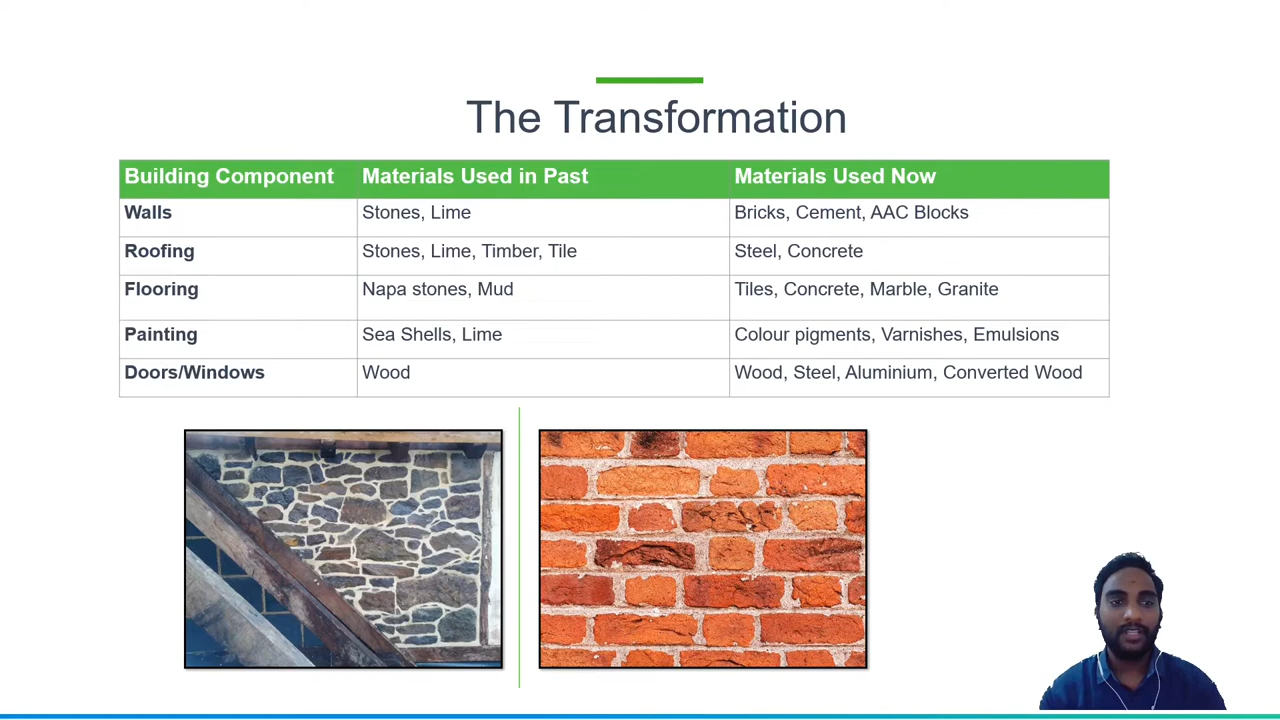 The Transformation
Building Component Materials Used in Past Materials Used Now
Walls Stones, Lime Bricks, Cement, AAC Blocks
Roofing Stones, Lime, Timber, Tile Steel, Concrete
Flooring Napa stones, Mud Tiles, Concrete, Marble, Granite
Painting Sea Shells, Lime Colour pigments, Varnishes, Emulsions
Doors/Windows Wood Wood, Steel, Aluminium, Converted Wood